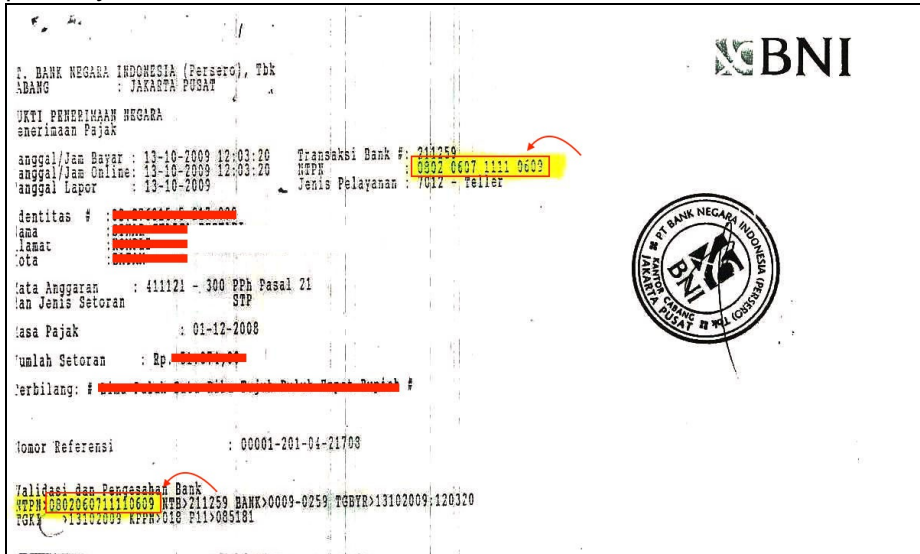 BNI
T. BANK NEGARA INDONESIA (Persero), Tbk
ABANG : JAKARTA PUSAT
UKTI PENERIMAAN NEGARA
enerimaan Pajak
anggal/Jam Bayar : 13-10-2009 12:03:20 Transaksi Bank #: 211259
anggal/Jam Online: 13-10-2009 12:03:20 NTPN : 0802 0607 1111 0609
anggal Lapor : 13-10-2009 Jenis Pelayanan : 7012 - Teller
dentitas # :
ama :
lamat :
ota :
ata Anggaran : 411121 - 300 PPh Pasal 21
an Jenis Setoran STP
asa Pajak : 01-12-2008
umlah Setoran : Rp.
erbilang: # #
omor Referensi : 00001-201-04-21708
Validasi dan Pengesahan Bank
NTPN>0802060711110609 NTB>211259 BANK>0009-0259 TGBYR>13102009:120320
>13102009 KPPN>018 P11>085181
PT BANK NEGARA INDONESIA (PERSERO) Tbk
KANTOR CABANG
JAKARTA PUSAT
BNI